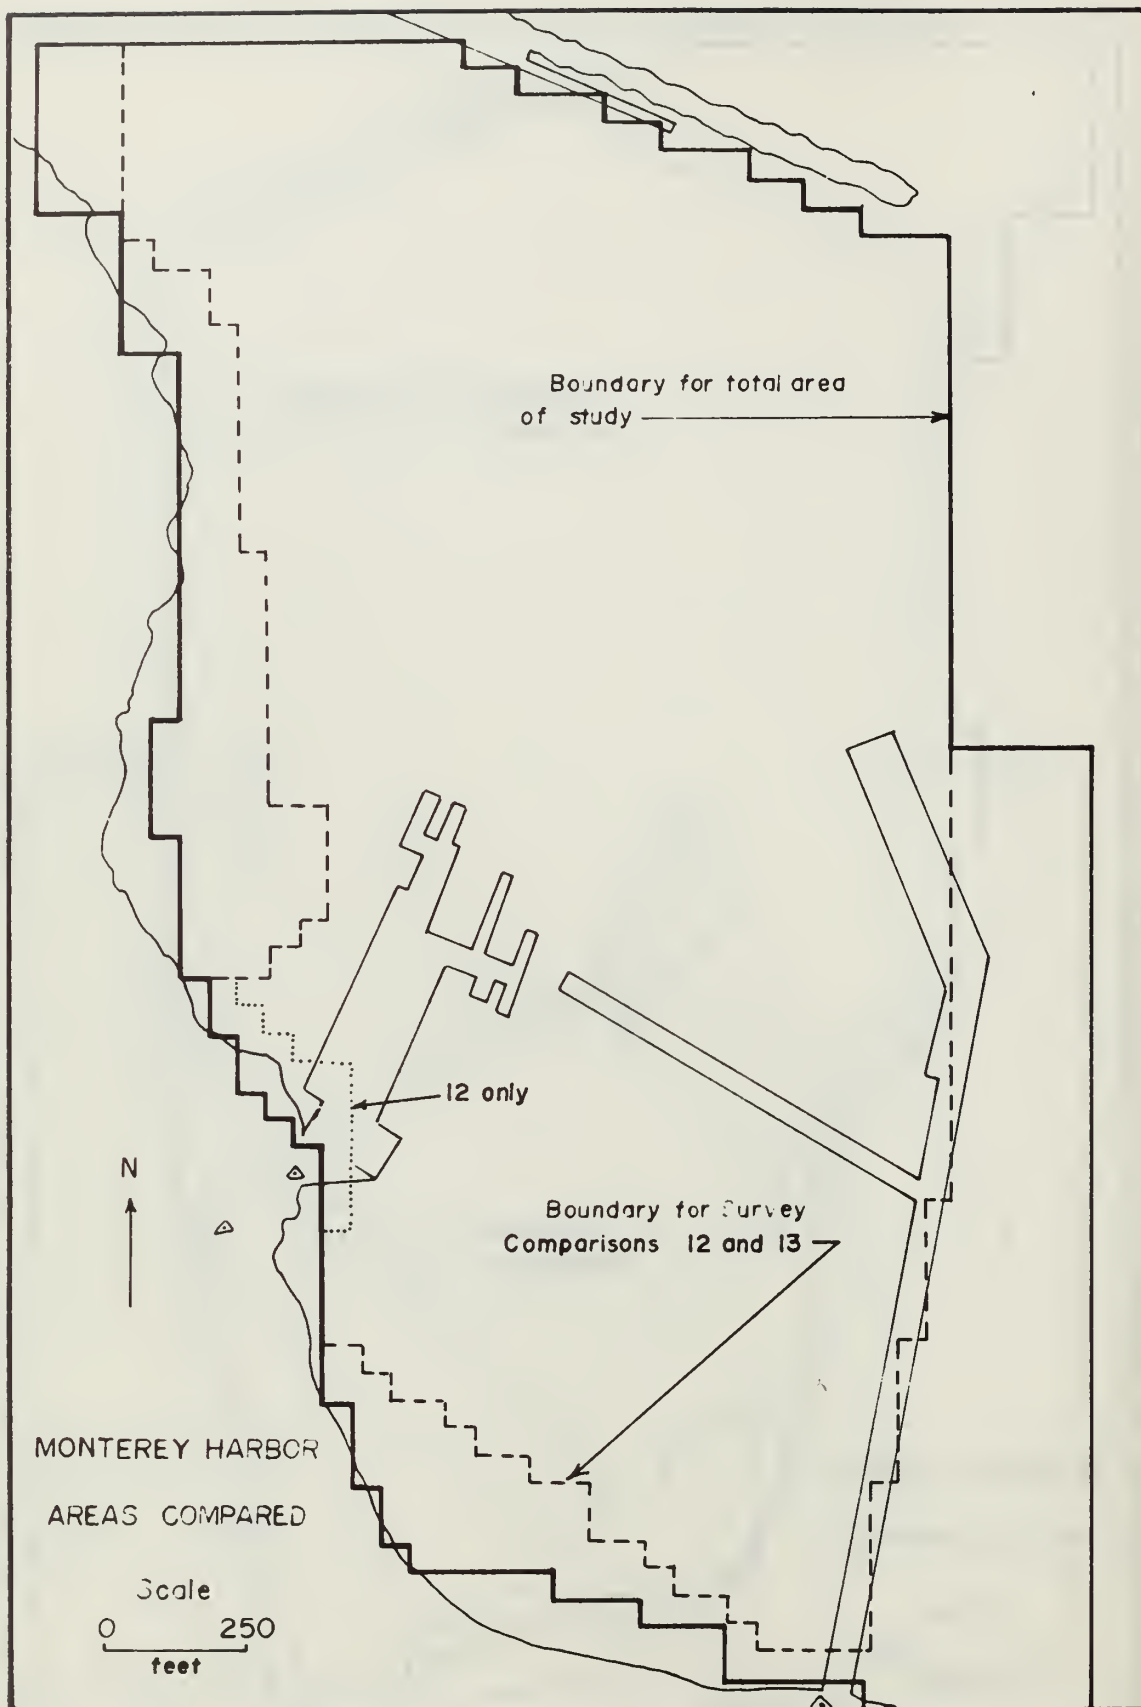 Boundary for total area
of study
12 only
N
Boundary for Survey
Comparisons 12 and 13
MONTEREY HARBOR
AREAS COMPARED
Scale
0 250
feet